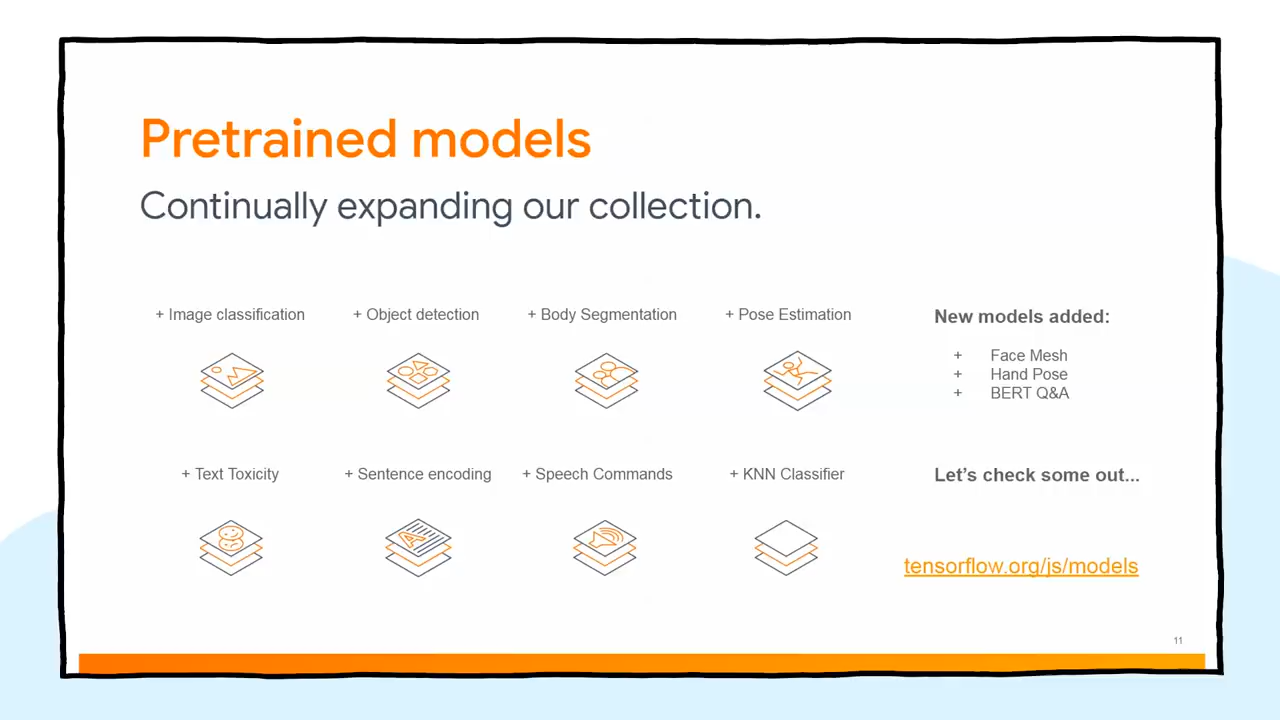 Pretrained models
Continually expanding our collection.
+ Image classification
+ Object detection
+ Body Segmentation
+ Pose Estimation
+ Text Toxicity
+ Sentence encoding
+ Speech Commands
+ KNN Classifier
New models added:
+ Face Mesh
+ Hand Pose
+ BERT Q&A
Let's check some out...
tensorflow.org/js/models
11